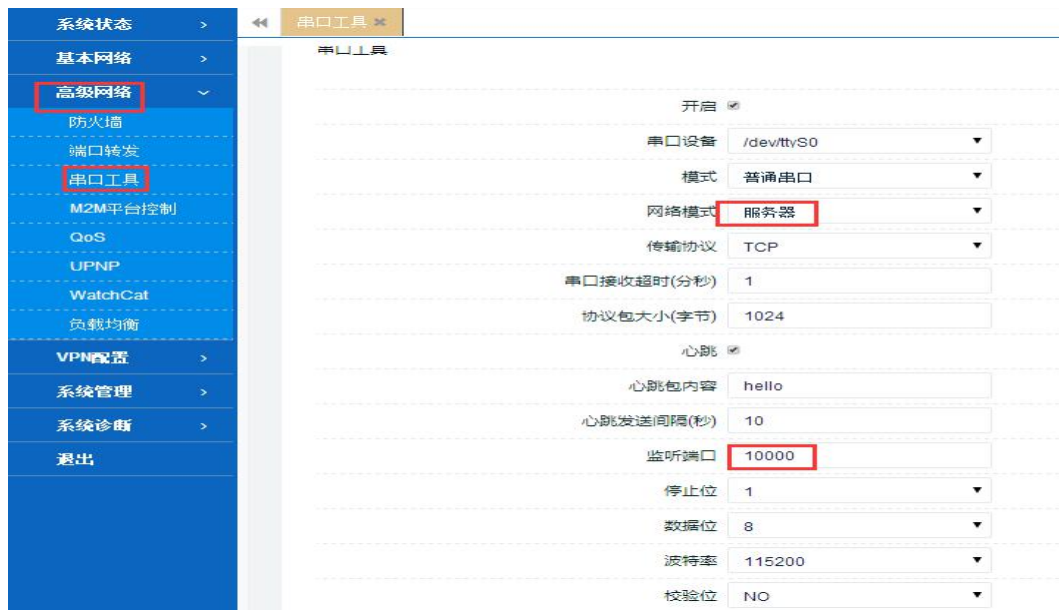 系统状态
基本网络
高级网络
防火墙
端口转发
串口工具
M2M平台控制
QoS
UPNP
WatchCat
负载均衡
VPN配置
系统管理
系统诊断
退出
串口工具
串口工具
开启
串口设备 /dev/ttyS0
模式 普通串口
网络模式 服务器
传输协议 TCP
串口接收超时(分秒) 1
协议包大小(字节) 1024
心跳
心跳包内容 hello
心跳发送间隔(秒) 10
监听端口 10000
停止位 1
数据位 8
波特率 115200
校验位 NO